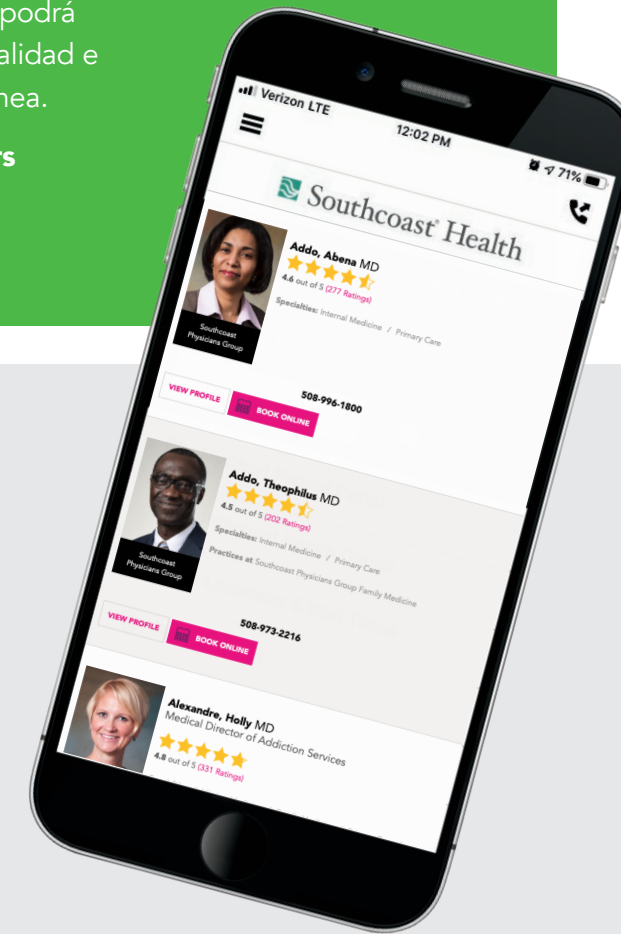 podrá
alidad e
nea.
rs
Verizon LTE
12:02 PM
71%
Southcoast Health
Addo, Abena MD
4.6 out of 5 (277 Ratings)
Specialties: Internal Medicine / Primary Care
Southcoast
Physicians Group
VIEW PROFILE
BOOK ONLINE
508-996-1800
Addo, Theophilus MD
4.5 out of 5 (202 Ratings)
Specialties: Internal Medicine / Primary Care
Practices at Southcoast Physicians Group Family Medicine
Southcoast
Physicians Group
VIEW PROFILE
BOOK ONLINE
508-973-2216
Alexandre, Holly MD
Medical Director of Addiction Services
4.8 out of 5 (331 Ratings)